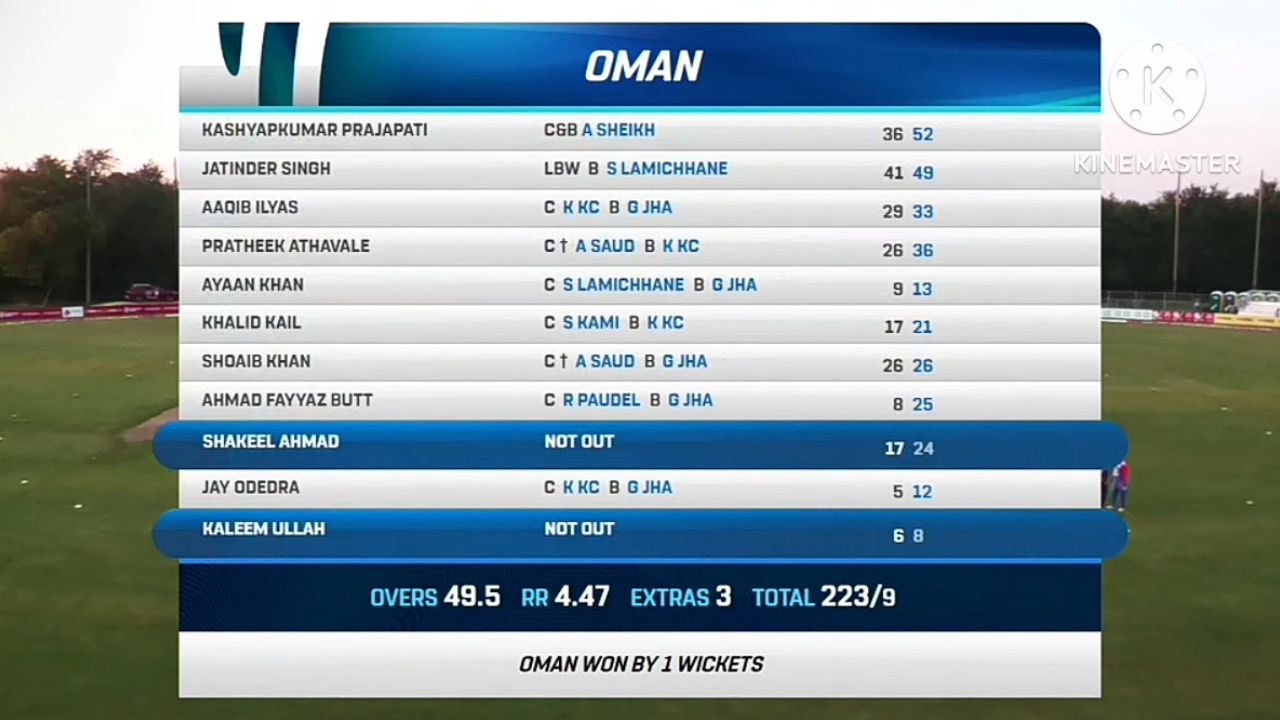 OMAN
KASHYAPKUMAR PRAJAPATI C&B A SHEIKH 36 52
JATINDER SINGH LBW B S LAMICHHANE 41 49
AAQIB ILYAS C K KC B G JHA 29 33
PRATHEEK ATHAVALE C † A SAUD B K KC 26 36
AYAAN KHAN C S LAMICHHANE B G JHA 9 13
KHALID KAIL C S KAMI B K KC 17 21
SHOAIB KHAN C † A SAUD B G JHA 26 26
AHMAD FAYYAZ BUTT C R PAUDEL B G JHA 8 25
SHAKEEL AHMAD NOT OUT 17 24
JAY ODEDRA C K KC B G JHA 5 12
KALEEM ULLAH NOT OUT 6 8
OVERS 49.5 RR 4.47 EXTRAS 3 TOTAL 223/9
OMAN WON BY 1 WICKETS
K
KINEMASTER